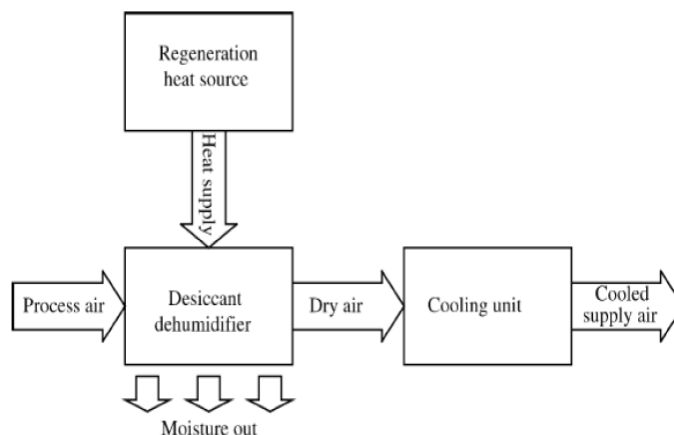 Regeneration
heat source
Heat supply
Process air
Desiccant
dehumidifier
Dry air
Cooling unit
Cooled
supply air
Moisture out